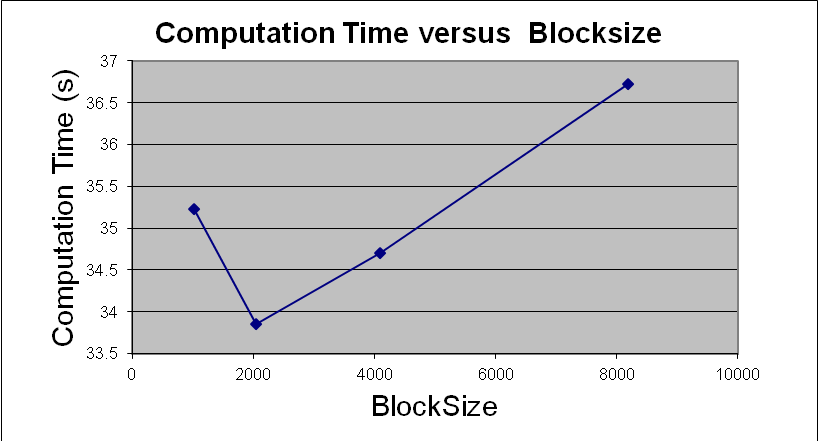 Computation Time versus  Blocksize
Computation Time (s)
37
36.5
36
35.5
35
34.5
34
33.5
0 2000 4000 6000 8000 10000
BlockSize